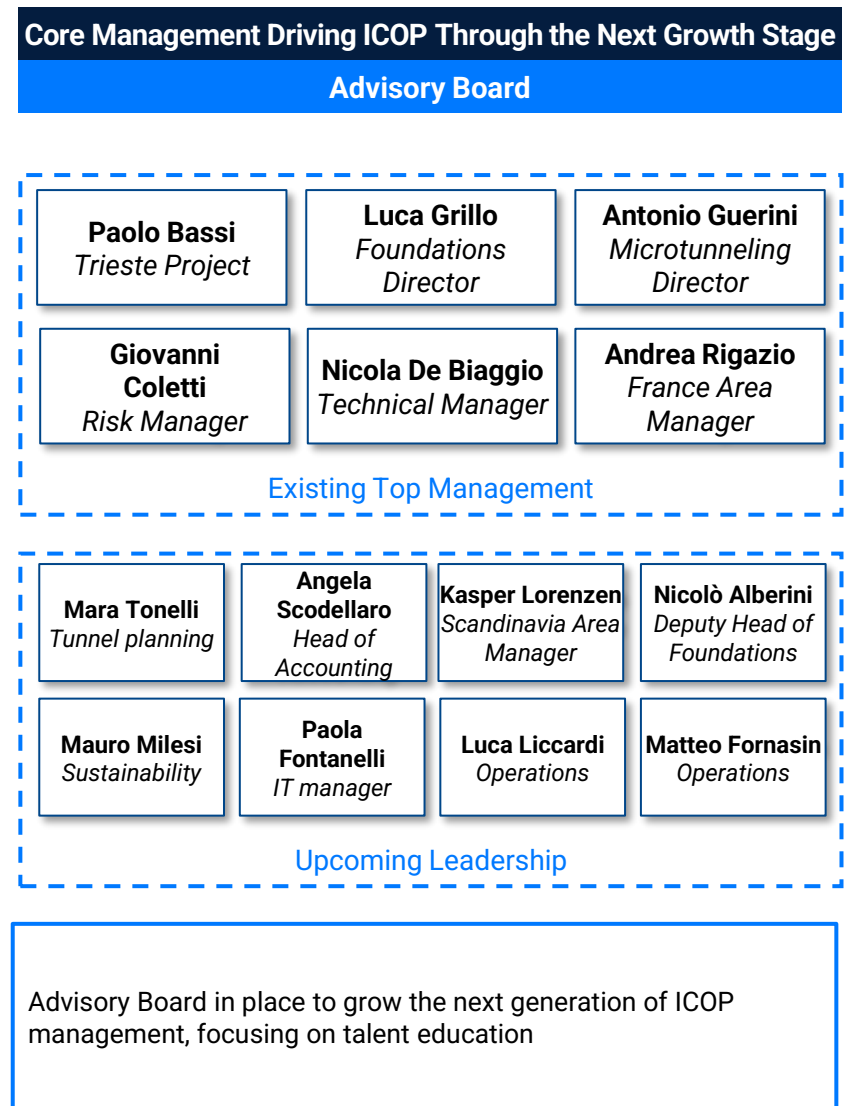 Core Management Driving ICOP Through the Next Growth Stage
Advisory Board
Paolo Bassi
Trieste Project
Luca Grillo
Foundations
Director
Antonio Guerini
Microtunneling
Director
Giovanni
Coletti
Risk Manager
Nicola De Biaggio
Technical Manager
Andrea Rigazio
France Area
Manager
Existing Top Management
Mara Tonelli
Tunnel planning
Angela
Scodellaro
Head of
Accounting
Kasper Lorenzen
Scandinavia Area
Manager
Nicolò Alberini
Deputy Head of
Foundations
Mauro Milesi
Sustainability
Paola
Fontanelli
IT manager
Luca Liccardi
Operations
Matteo Fornasin
Operations
Upcoming Leadership
Advisory Board in place to grow the next generation of ICOP
management, focusing on talent education